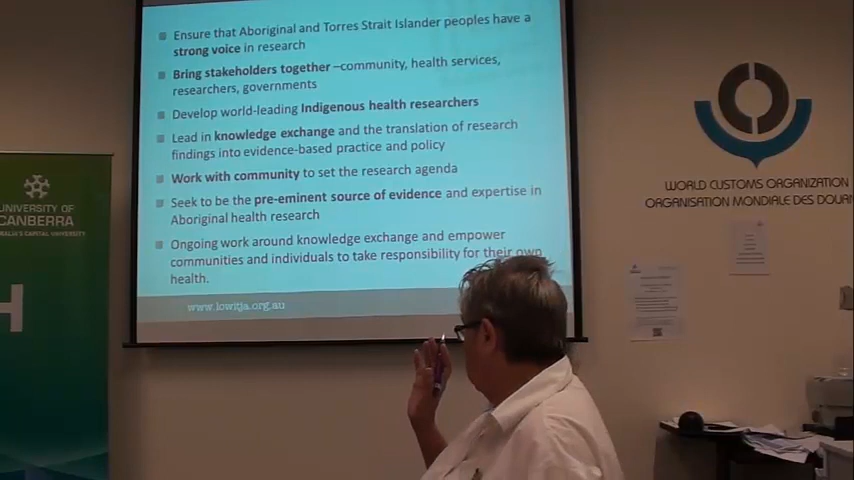 Ensure that Aboriginal and Torres Strait Islander peoples have a
strong voice in research
Bring stakeholders together –community, health services,
researchers, governments
Develop world-leading Indigenous health researchers
Lead in knowledge exchange and the translation of research
findings into evidence-based practice and policy
Work with community to set the research agenda
Seek to be the pre-eminent source of evidence and expertise in
Aboriginal health research
Ongoing work around knowledge exchange and empower
communities and individuals to take responsibility for their own
health.
www.lowitja.org.au
UNIVERSITY OF
CANBERRA
CAPITAL UNIVERSITY
H
WORLD CUSTOMS ORGANIZATION
ORGANISATION MONDIALE DES DOUAN